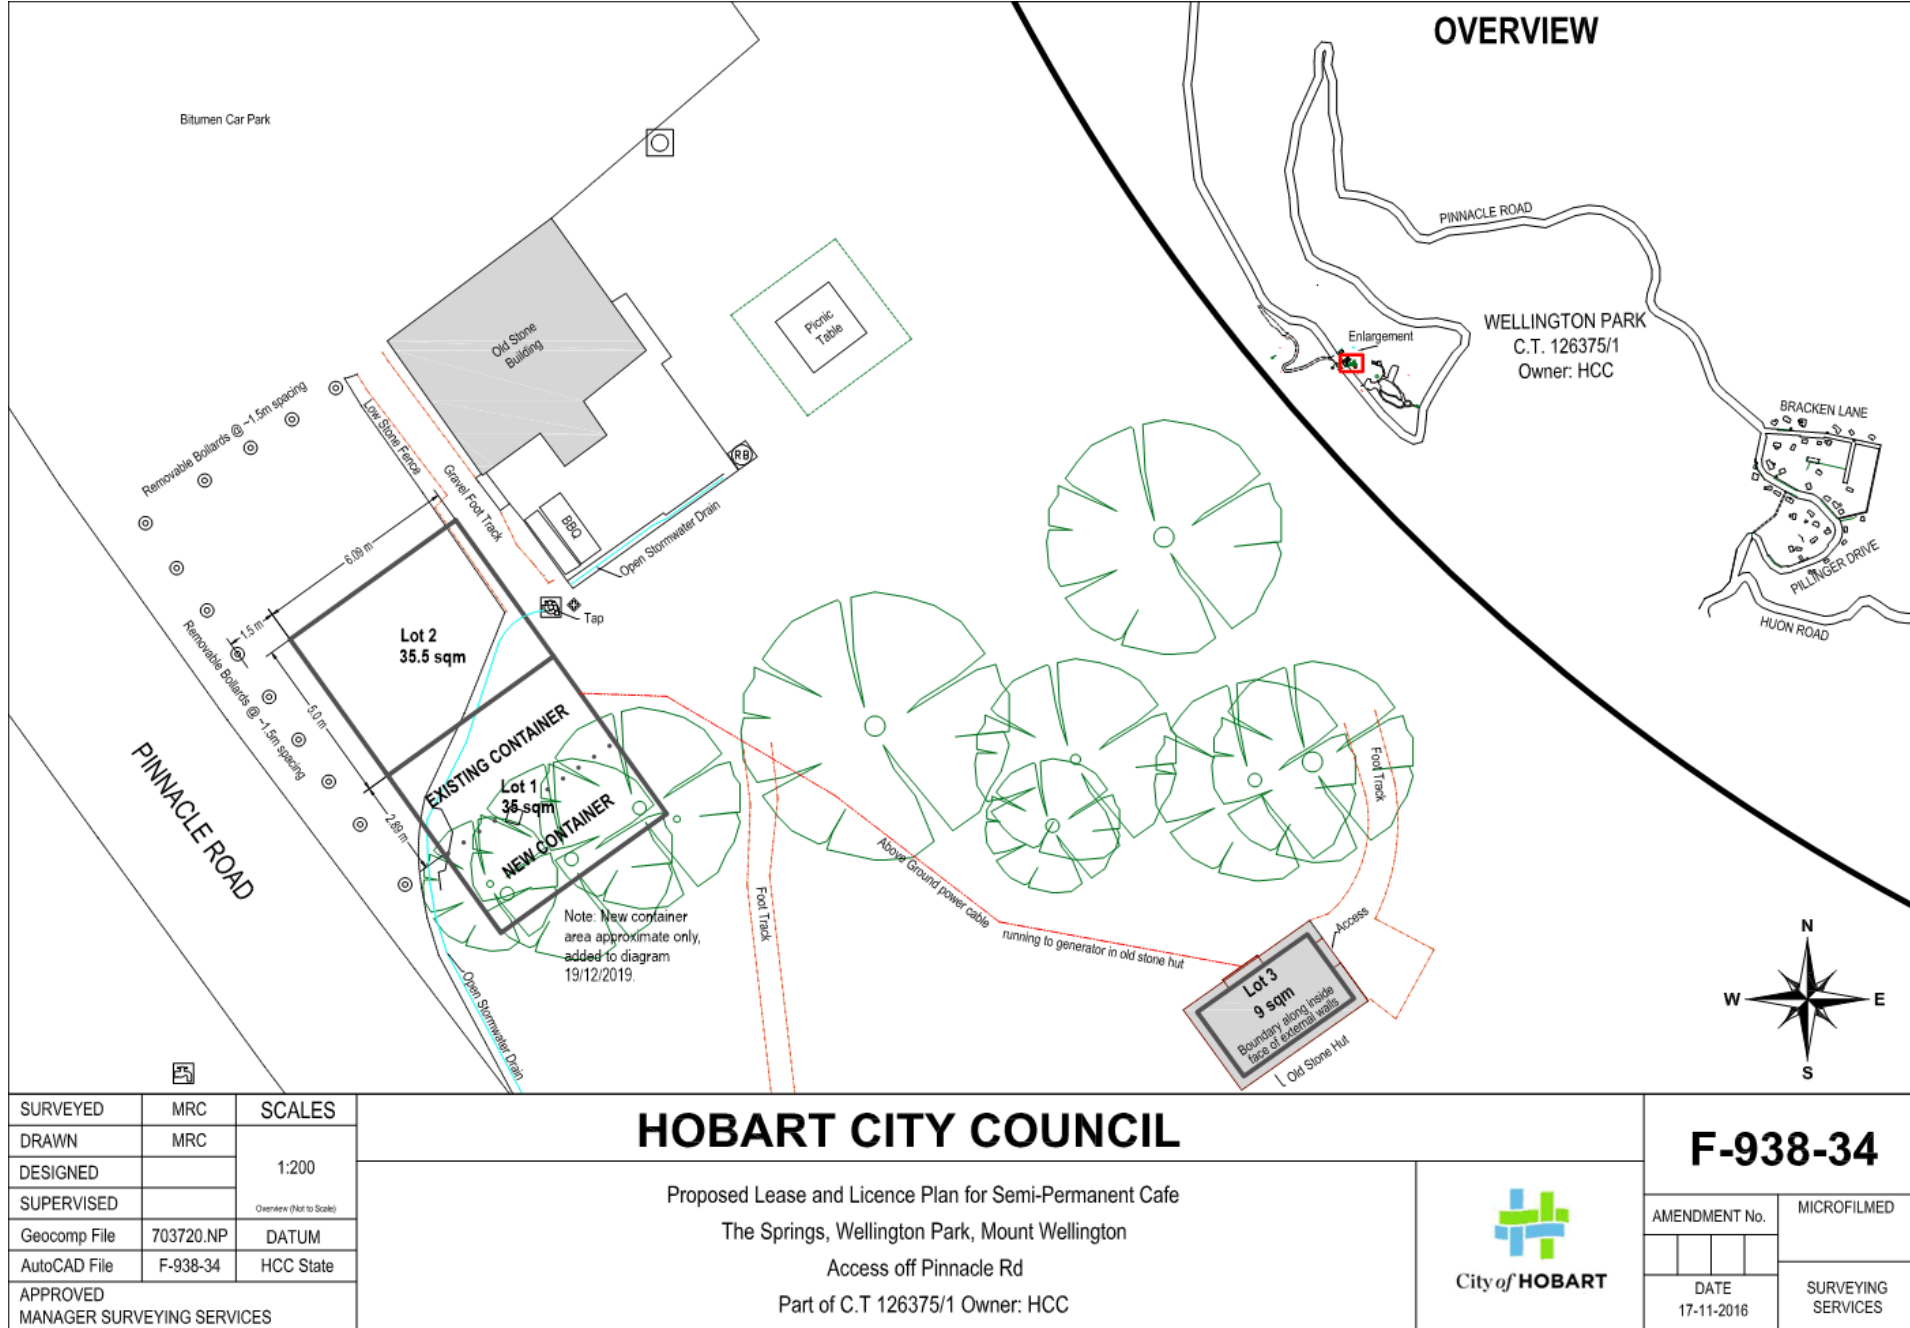 OVERVIEW
Bitumen Car Park
PINNACLE ROAD
WELLINGTON PARK
C.T. 126375/1
Owner: HCC
Enlargement
BRACKEN LANE
PILLINGER DRIVE
HUON ROAD
Old Stone
Building
Picnic
Table
Removable Bollards @ ~1.5m spacing
Low Stone Fence
Gravel Foot Track
BBQ
RB
Open Stormwater Drain
6.09 m
1.5 m
Tap
Lot 2
35.5 sqm
Removable Bollards @ ~1.5m spacing
5.0 m
2.89 m
EXISTING CONTAINER
Lot 1
35 sqm
NEW CONTAINER
PINNACLE ROAD
Note: New container
area approximate only,
added to diagram
19/12/2019.
Open Stormwater Drain
Foot Track
Above Ground power cable
running to generator in old stone hut
Foot Track
Access
Lot 3
9 sqm
Boundary along inside
face of external walls
Old Stone Hut
N
W
E
S
SURVEYED MRC
DRAWN MRC
DESIGNED
SUPERVISED
Geocomp File 703720.NP
AutoCAD File F-938-34
SCALES
1:200
Overview (Not to Scale)
DATUM
HCC State
APPROVED
MANAGER SURVEYING SERVICES
HOBART CITY COUNCIL
Proposed Lease and Licence Plan for Semi-Permanent Cafe
The Springs, Wellington Park, Mount Wellington
Access off Pinnacle Rd
Part of C.T 126375/1 Owner: HCC
City of HOBART
F-938-34
AMENDMENT No.
MICROFILMED
DATE
17-11-2016
SURVEYING
SERVICES